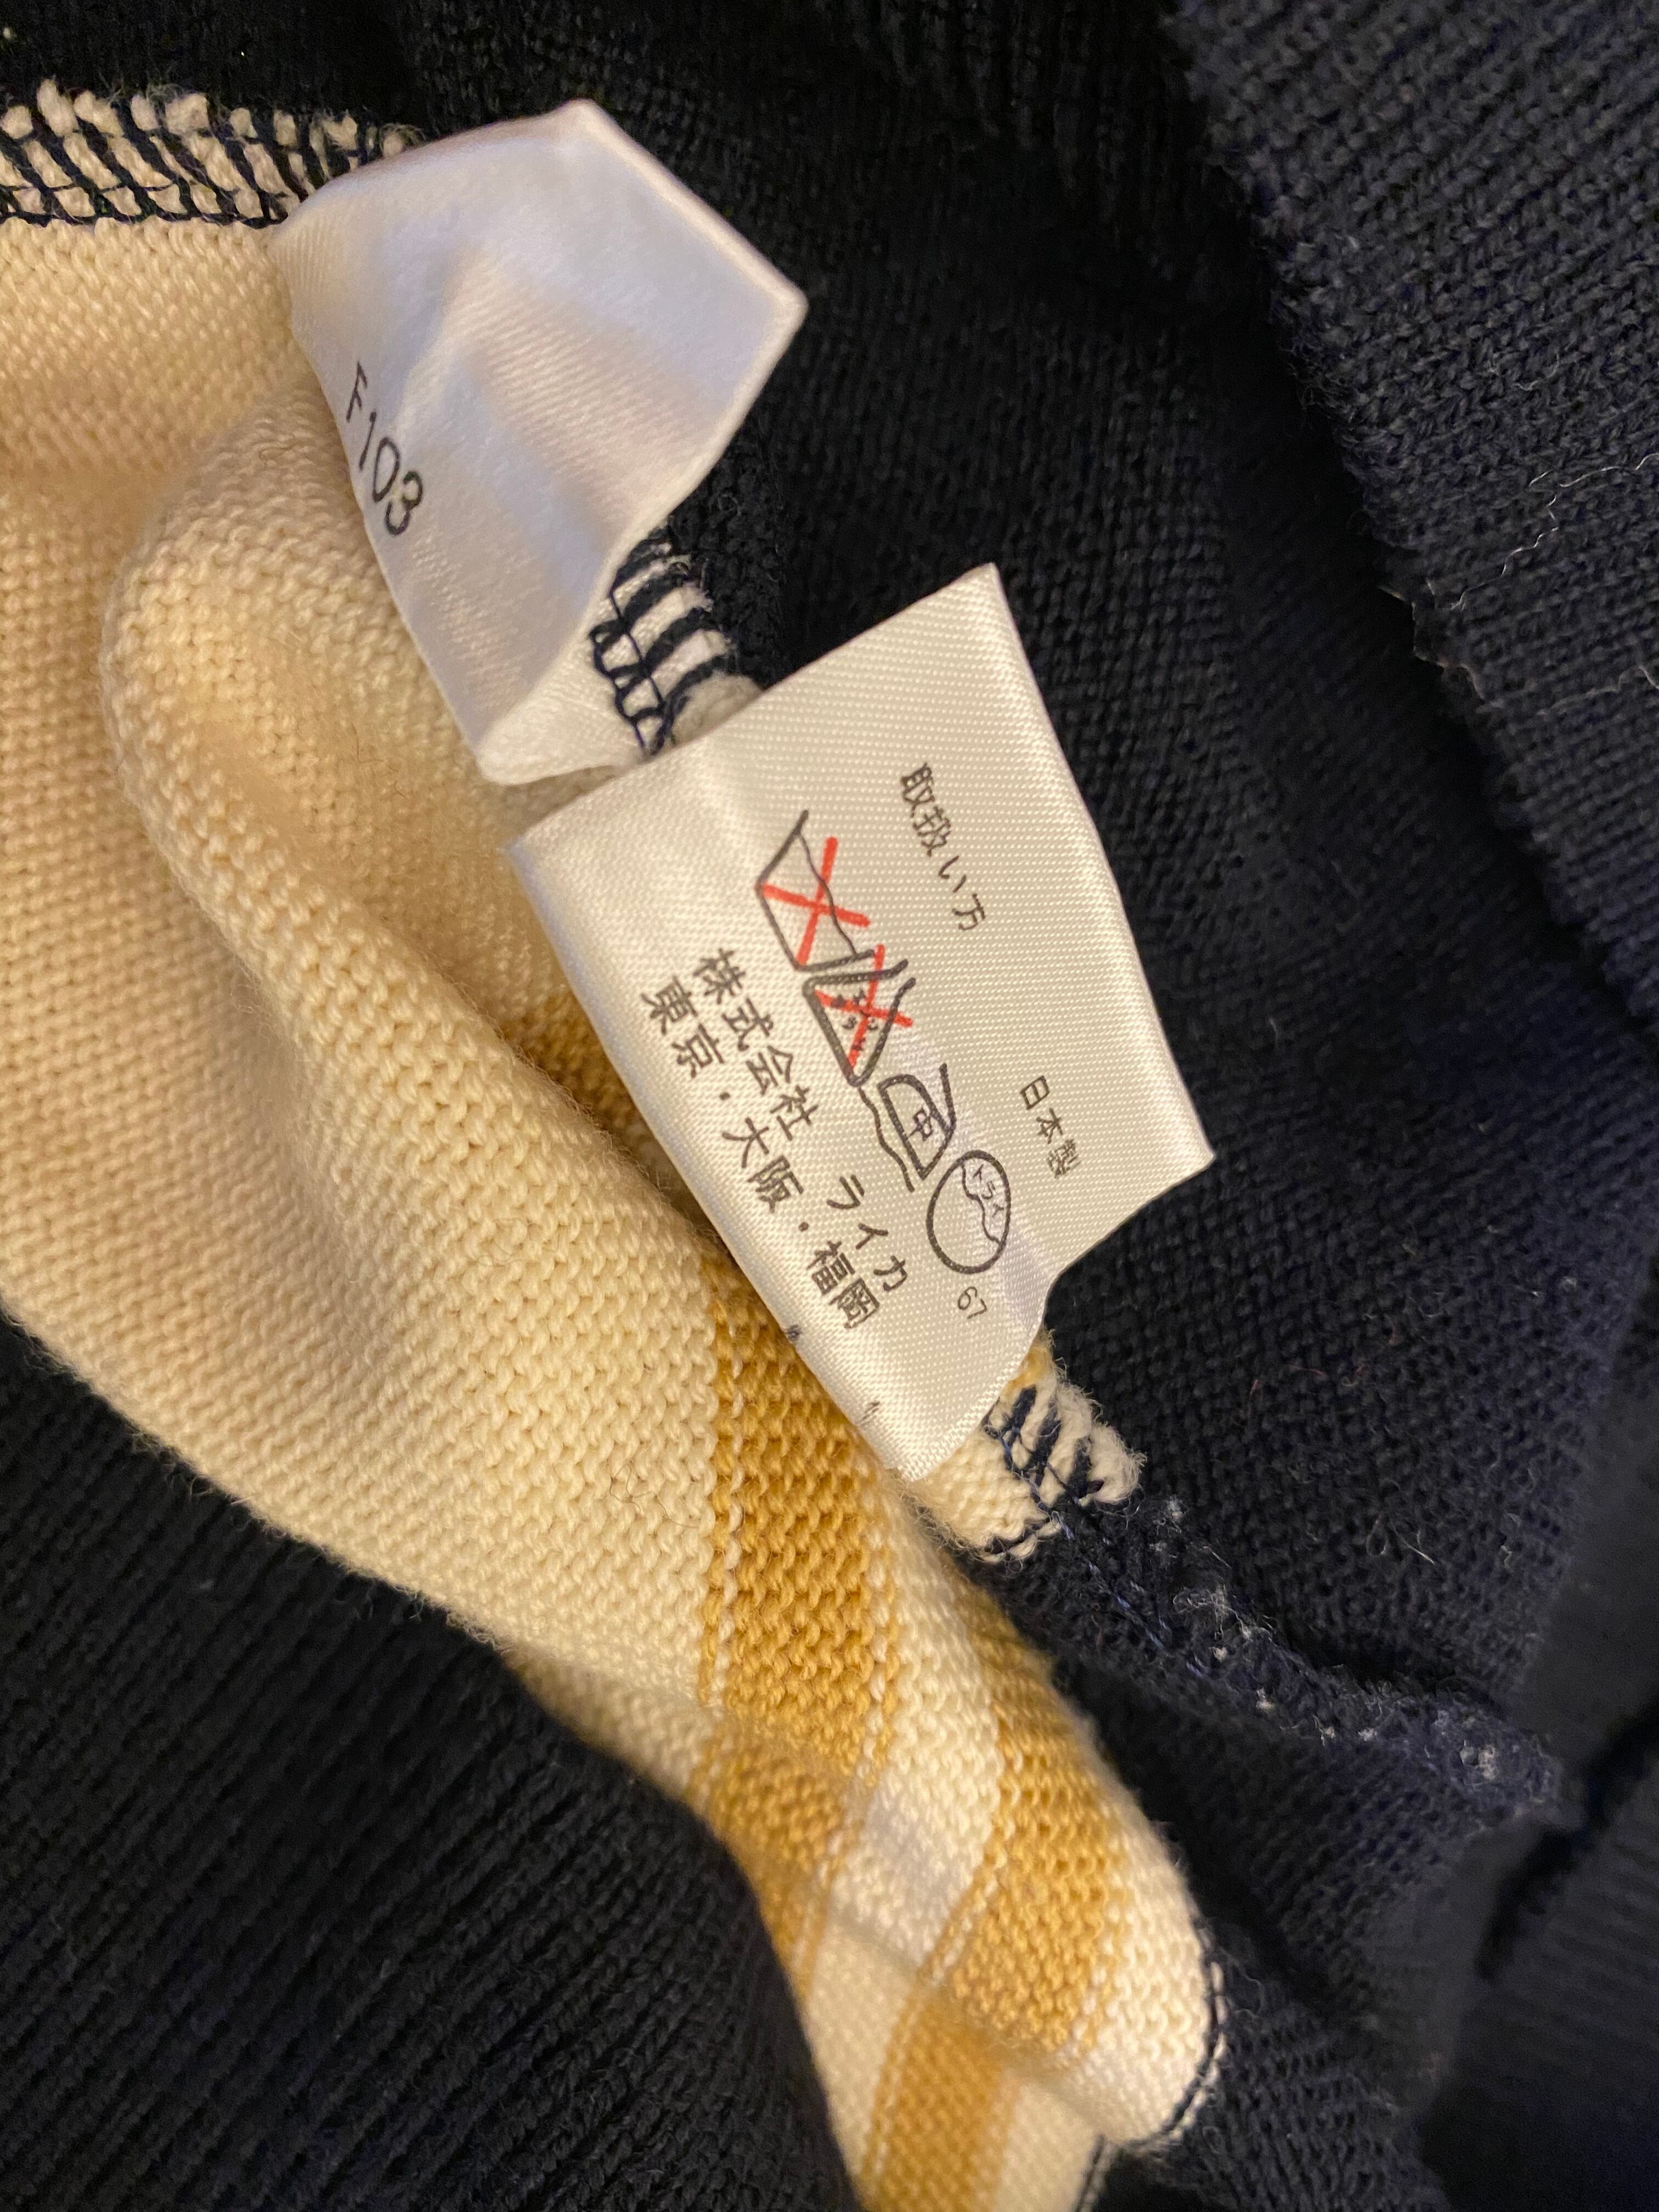 F103
取扱い方
日本製
中
ドライ
67
株式会社 ライカ
東京・大阪・福岡